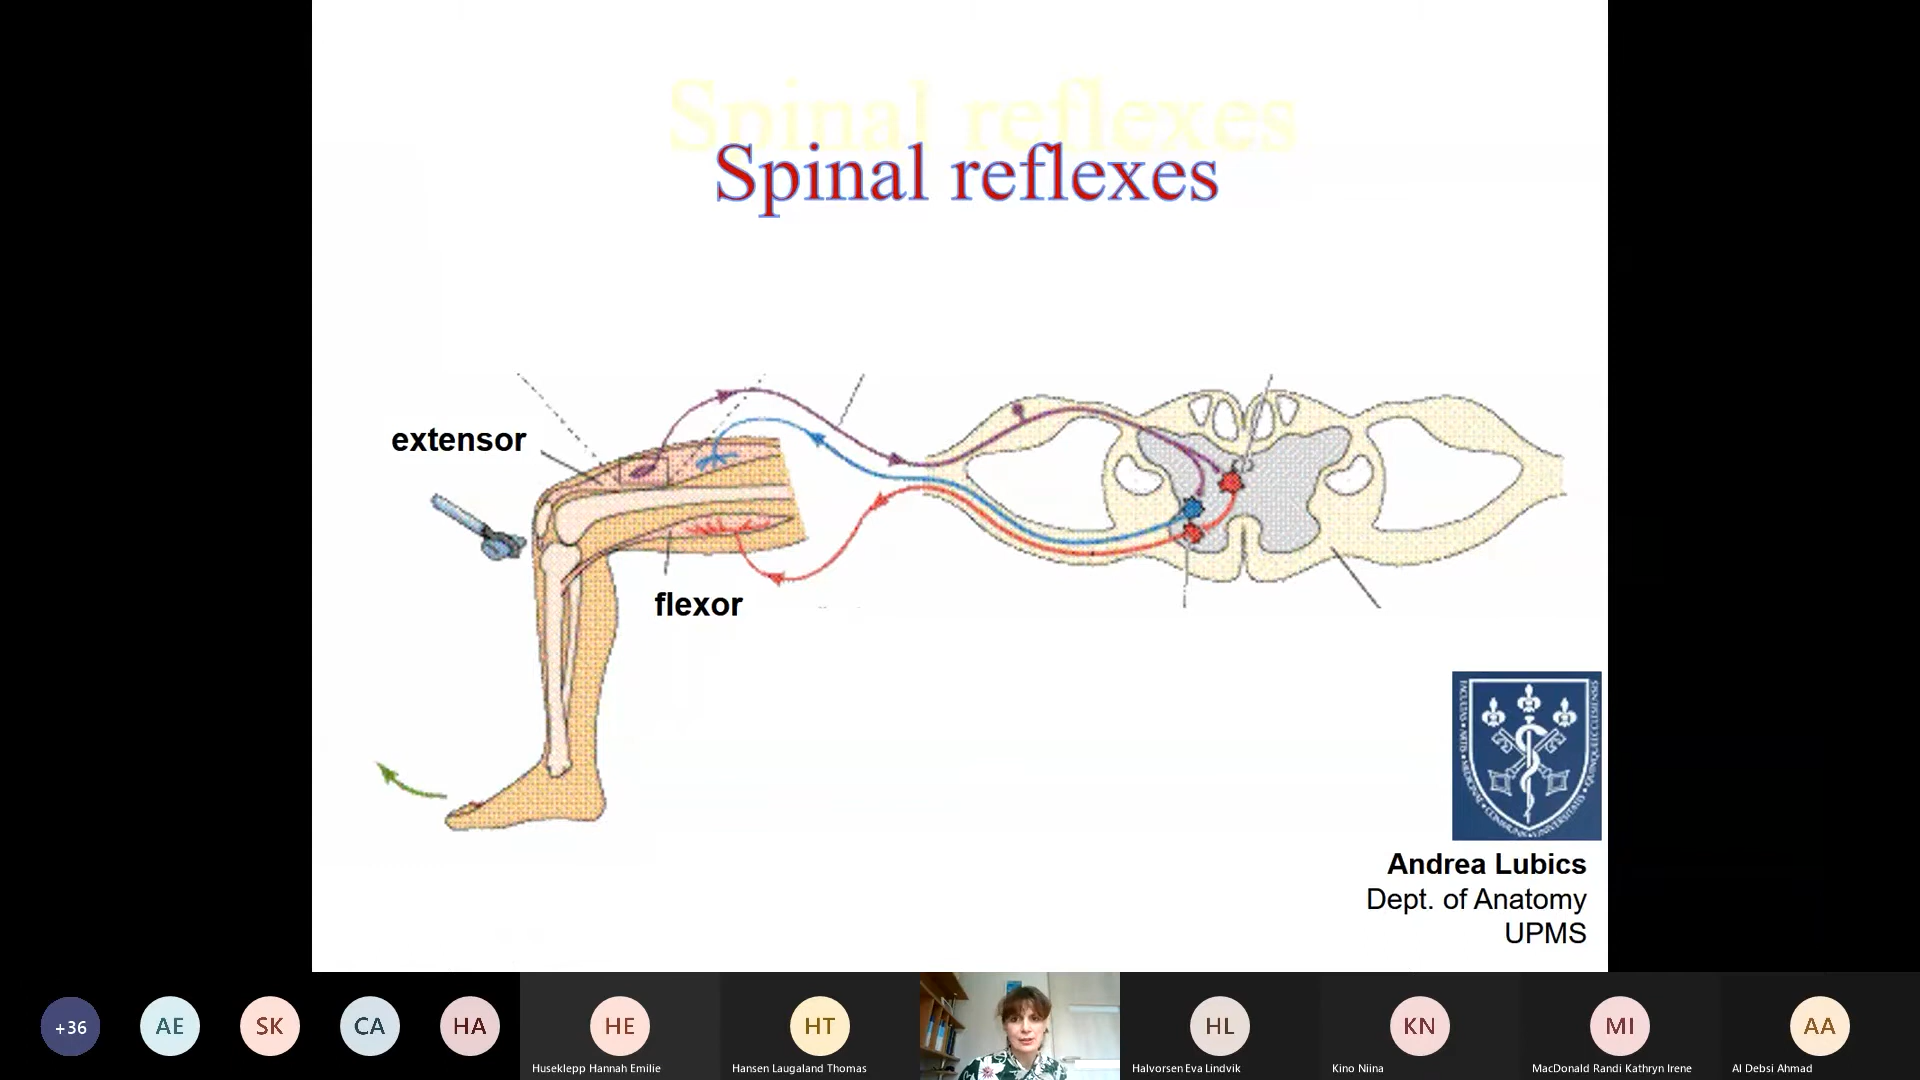 Spinal reflexes
Spinal reflexes
extensor
flexor
Andrea Lubics
Dept. of Anatomy
UPMS
+36
AE
SK
CA
HA
HE
HT
HL
KN
MI
AA
Huseklepp Hannah Emilie
Hansen Laugaland Thomas
Halvorsen Eva Lindvik
Kino Niina
MacDonald Randi Kathryn Irene
Al Debsi Ahmad